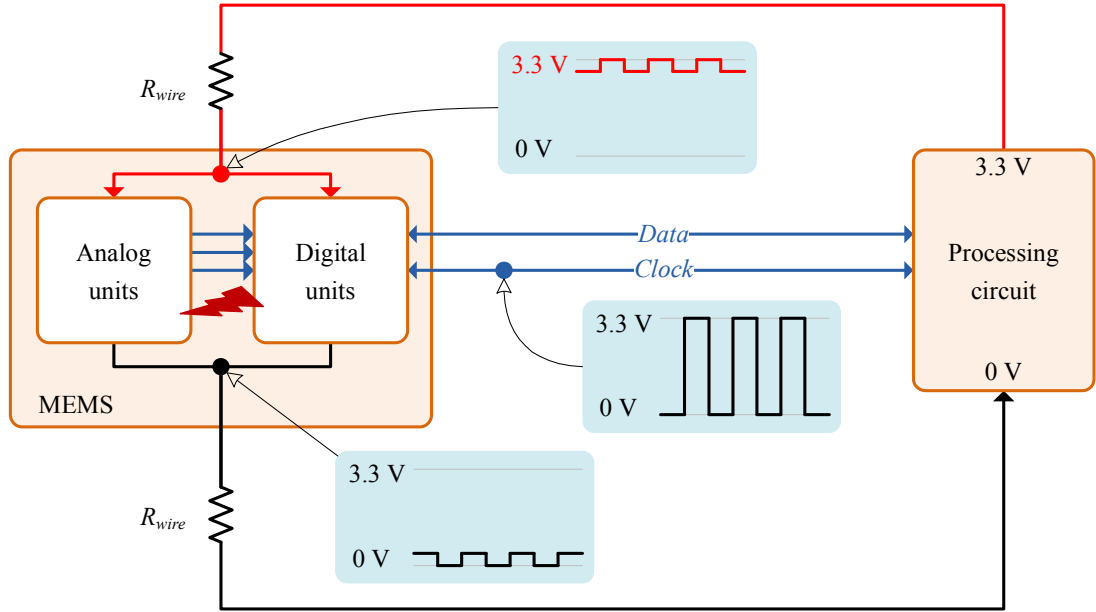 R_wire
3.3 V
0 V
3.3 V
Analog
units
Digital
units
Data
Clock
Processing
circuit
3.3 V
0 V
0 V
MEMS
3.3 V
0 V
R_wire